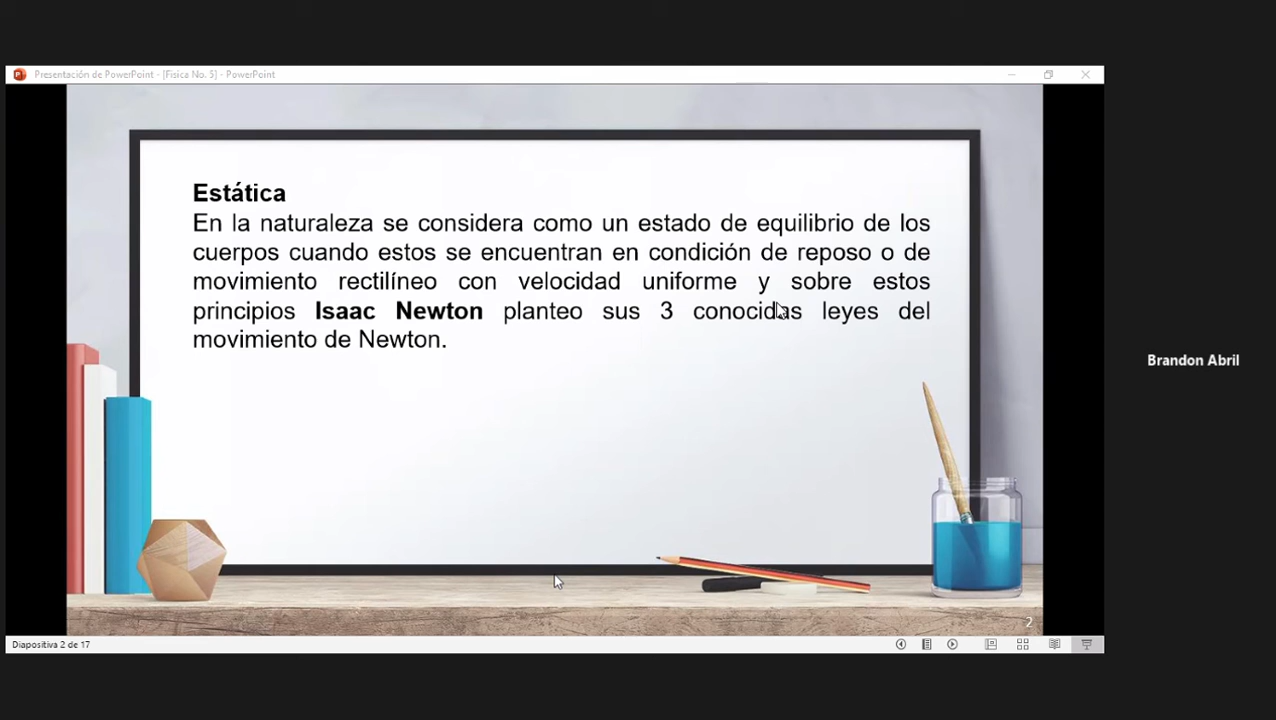 Presentación de PowerPoint - [Fisica No. 5] - PowerPoint
Estática
En la naturaleza se considera como un estado de equilibrio de los
cuerpos cuando estos se encuentran en condición de reposo o de
movimiento rectilíneo con velocidad uniforme y sobre estos
principios Isaac Newton planteo sus 3 conocidas leyes del
movimiento de Newton.
Brandon Abril
2
Diapositiva 2 de 17